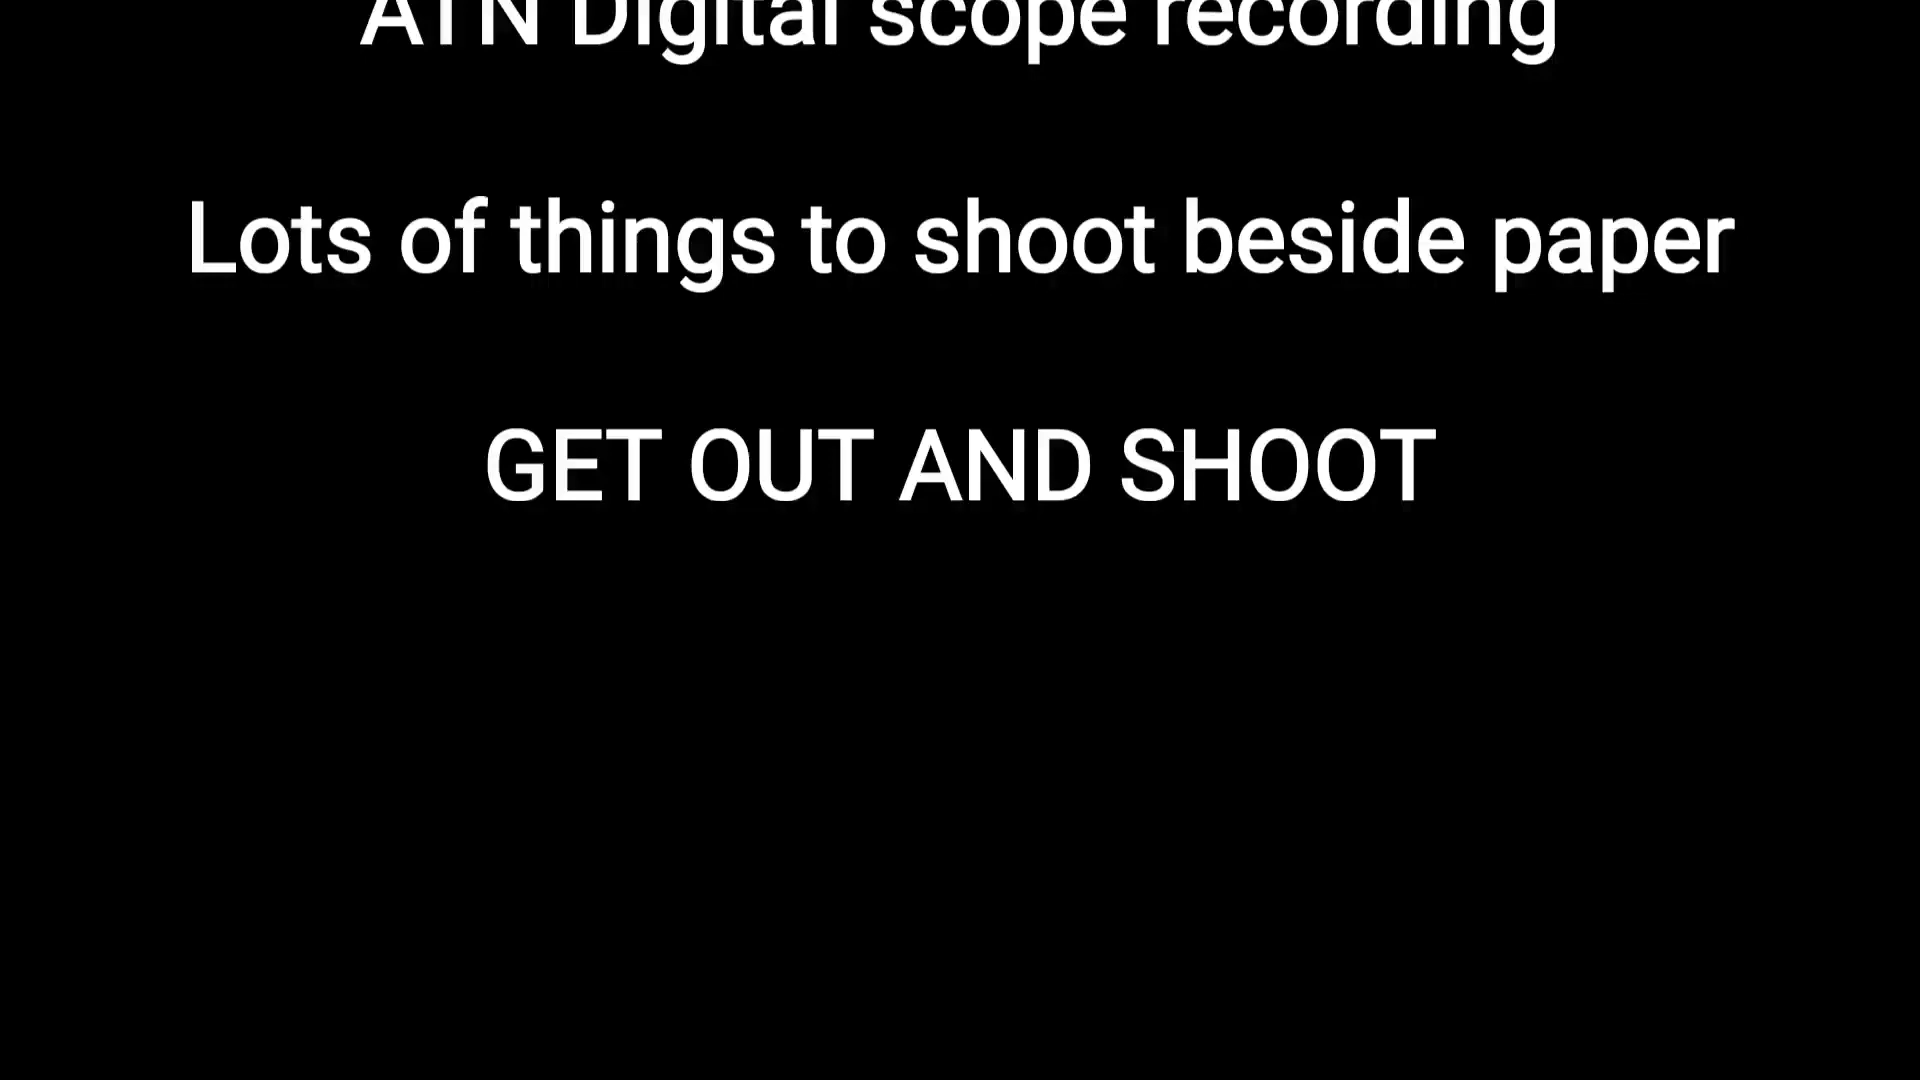 ATN Digital scope recording
Lots of things to shoot beside paper
GET OUT AND SHOOT